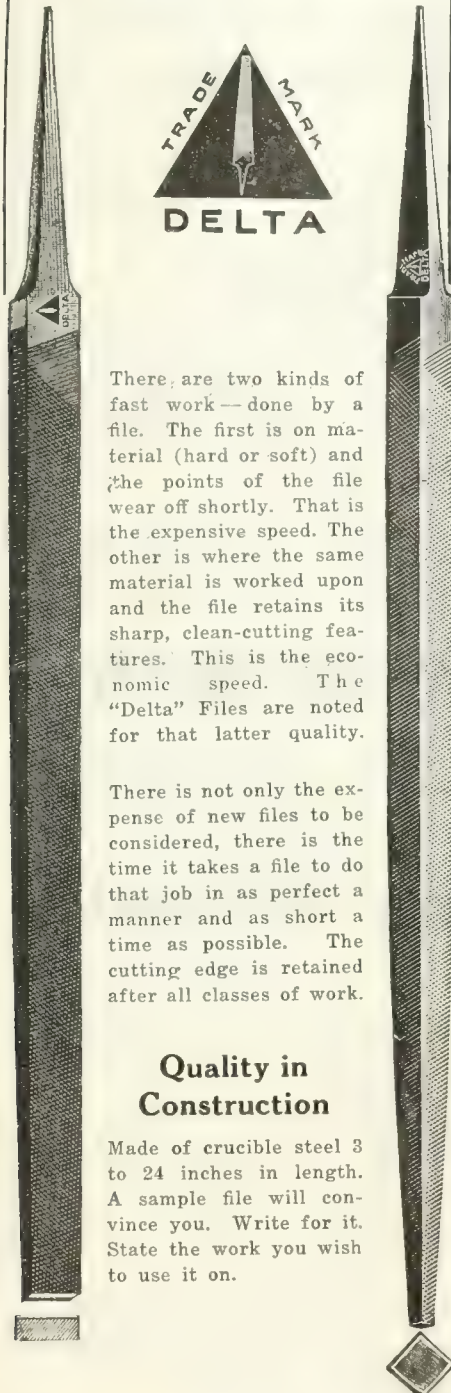 TRADE MARK
DELTA
DELTA
DELTA
There are two kinds of
fast work — done by a
file. The first is on ma-
terial (hard or soft) and
the points of the file
wear off shortly. That is
the expensive speed. The
other is where the same
material is worked upon
and the file retains its
sharp, clean-cutting fea-
tures. This is the eco-
nomic speed. The
“Delta” Files are noted
for that latter quality.
There is not only the ex-
pense of new files to be
considered, there is the
time it takes a file to do
that job in as perfect a
manner and as short a
time as possible. The
cutting edge is retained
after all classes of work.
Quality in
Construction
Made of crucible steel 3
to 24 inches in length.
A sample file will con-
vince you. Write for it.
State the work you wish
to use it on.